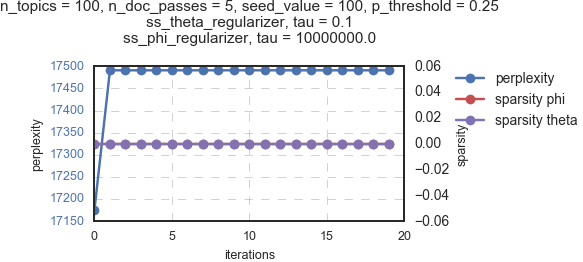 n_topics = 100, n_doc_passes = 5, seed_value = 100, p_threshold = 0.25
ss_theta_regularizer, tau = 0.1
ss_phi_regularizer, tau = 10000000.0
17500
17450
17400
17350
17300
17250
17200
17150
perplexity
0.06
0.04
0.02
0.00
−0.02
−0.04
−0.06
sparsity
perplexity
sparsity phi
sparsity theta
0 5 10 15 20
iterations